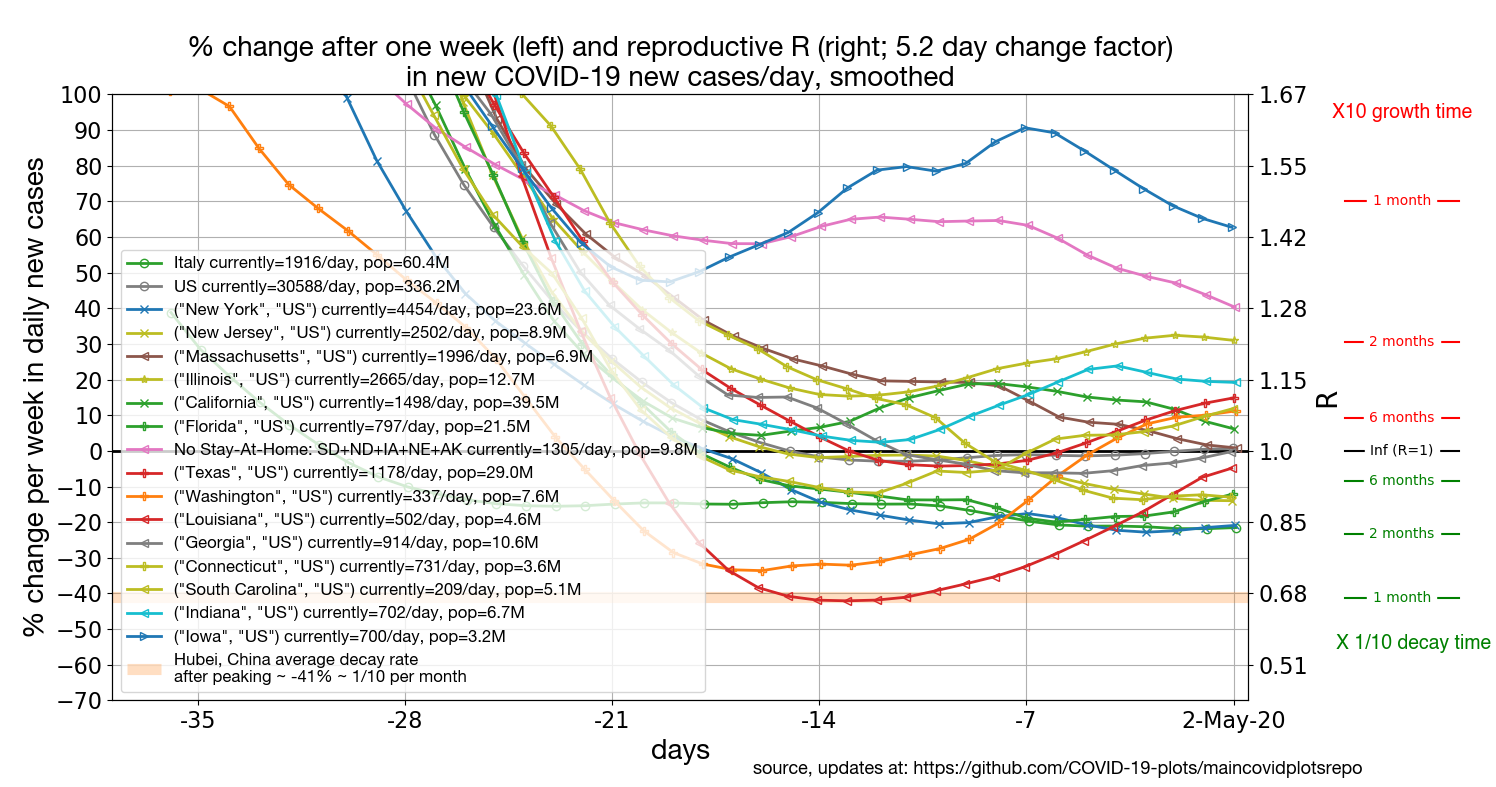 % change after one week (left) and reproductive R (right; 5.2 day change factor)
in new COVID-19 new cases/day, smoothed
% change per week in daily new cases
100
90
80
70
60
50
40
30
20
10
0
−10
−20
−30
−40
−50
−60
−70
Italy currently=1916/day, pop=60.4M
US currently=30588/day, pop=336.2M
("New York", "US") currently=4454/day, pop=23.6M
("New Jersey", "US") currently=2502/day, pop=8.9M
("Massachusetts", "US") currently=1996/day, pop=6.9M
("Illinois", "US") currently=2665/day, pop=12.7M
("California", "US") currently=1498/day, pop=39.5M
("Florida", "US") currently=797/day, pop=21.5M
No Stay-At-Home: SD+ND+IA+NE+AK currently=1305/day, pop=9.8M
("Texas", "US") currently=1178/day, pop=29.0M
("Washington", "US") currently=337/day, pop=7.6M
("Louisiana", "US") currently=502/day, pop=4.6M
("Georgia", "US") currently=914/day, pop=10.6M
("Connecticut", "US") currently=731/day, pop=3.6M
("South Carolina", "US") currently=209/day, pop=5.1M
("Indiana", "US") currently=702/day, pop=6.7M
("Iowa", "US") currently=700/day, pop=3.2M
Hubei, China average decay rate
after peaking ~ -41% ~ 1/10 per month
-35
-28
-21
-14
-7
2-May-20
days
1.67
1.55
1.42
1.28
1.15
1.0
0.85
0.68
0.51
R
X10 growth time
1 month
2 months
6 months
Inf (R=1)
6 months
2 months
1 month
X 1/10 decay time
source, updates at: https://github.com/COVID-19-plots/maincovidplotsrepo